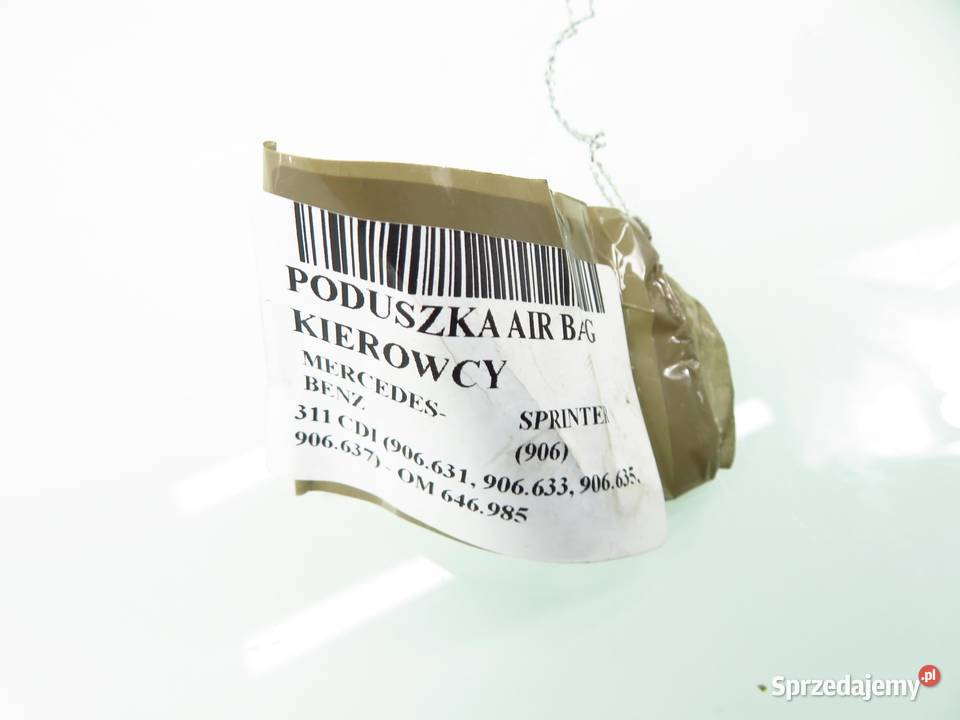 PODUSZKA AIR BAG
KIEROWCY
MERCEDES-
BENZ
SPRINTER
(906)
311 CDI (906.631, 906.633, 906.635,
906.637) - OM 646.985
Sprzedajemy.pl